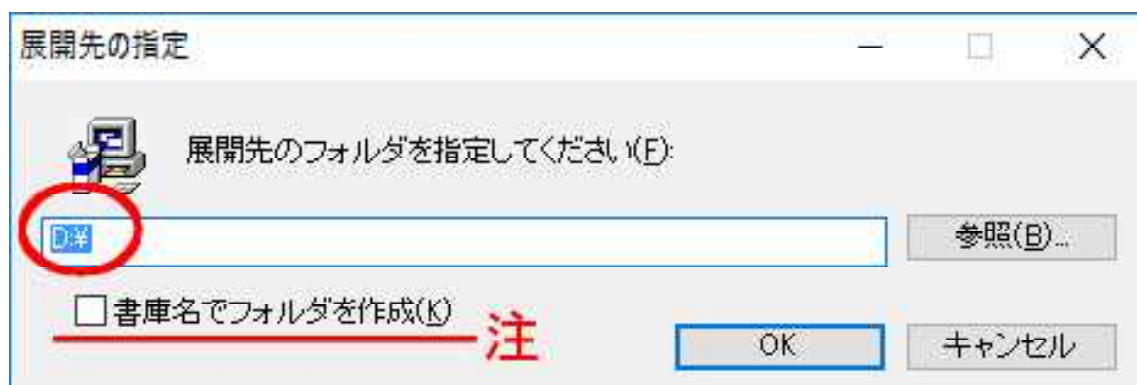 展開先の指定
展開先のフォルダを指定してください(F):
D:¥
参照(B)...
書庫名でフォルダを作成(K)
注
OK
キャンセル